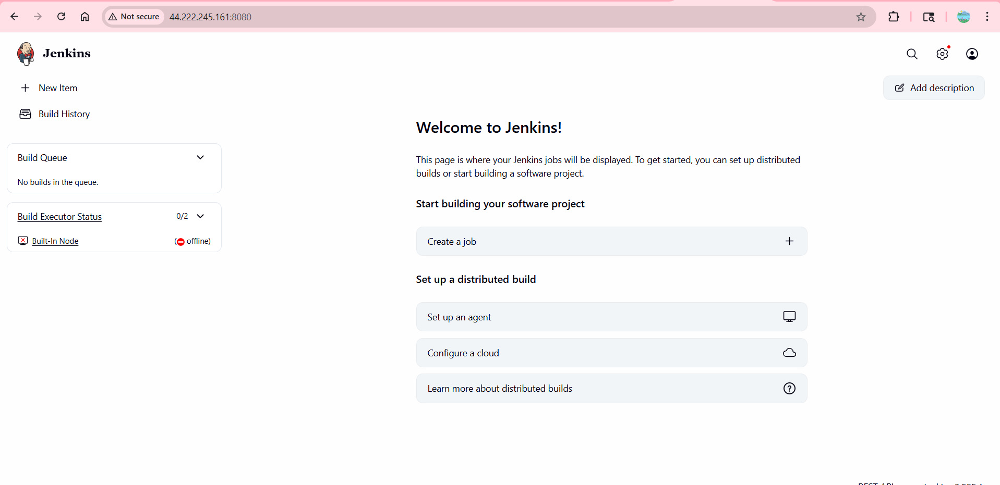 Not secure 44.222.245.161:8080
Jenkins
New Item
Add description
Build History
Welcome to Jenkins!
Build Queue
This page is where your Jenkins jobs will be displayed. To get started, you can set up distributed
builds or start building a software project.
No builds in the queue.
Start building your software project
Build Executor Status 0/2
Built-In Node (offline)
Create a job
Set up a distributed build
Set up an agent
Configure a cloud
Learn more about distributed builds